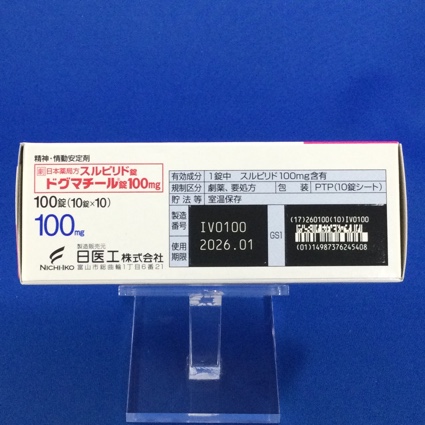 精神・情動安定剤
劇 日本薬局方 スルピリド錠
ドグマチール®錠100mg
100錠(10錠×10)
100mg
製造販売元
日医工株式会社
NICHI-IKO 富山市総曲輪1丁目6番21
有効成分 1錠中 スルピリド100mg含有
規制区分 劇薬、要処方 包装 PTP(10錠シート)
貯法等 室温保存
製造番号 IV0100
使用期限 2026.01
GS1
(17)260100(10)IV0100
(01)14987376245408